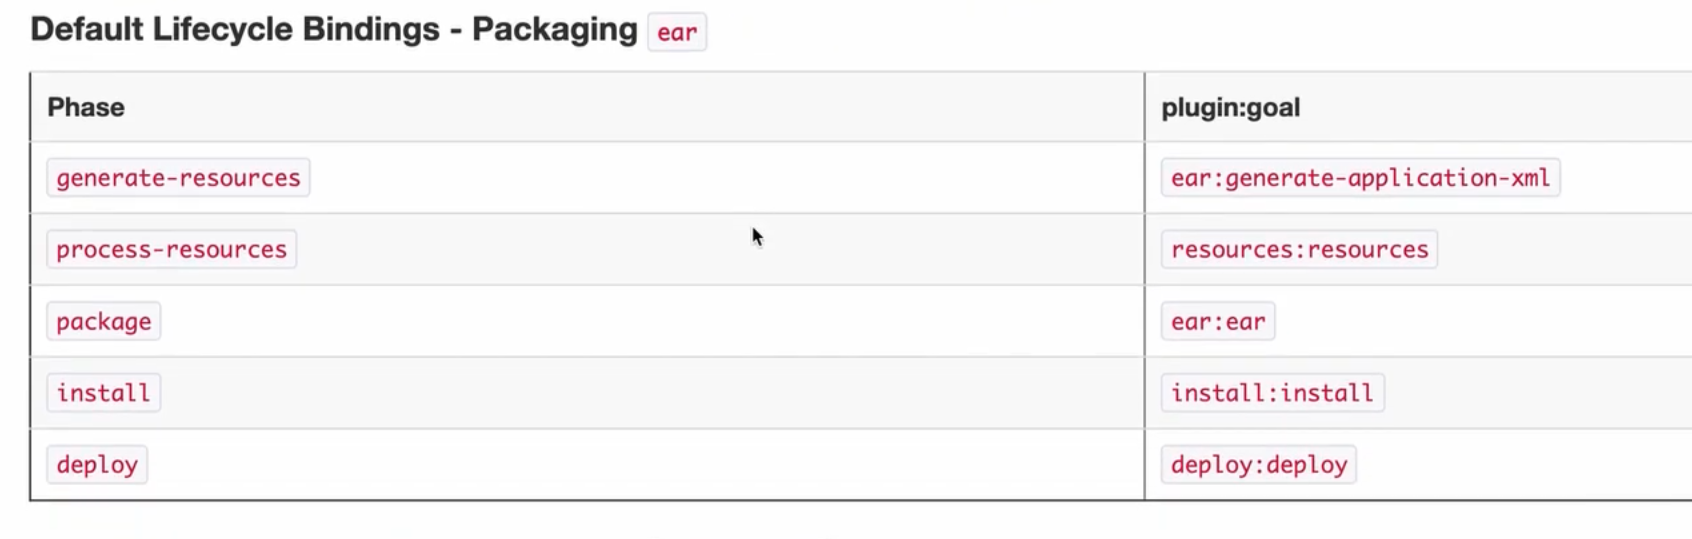 Default Lifecycle Bindings - Packaging ear
Phase plugin:goal
generate-resources ear:generate-application-xml
process-resources resources:resources
package ear:ear
install install:install
deploy deploy:deploy